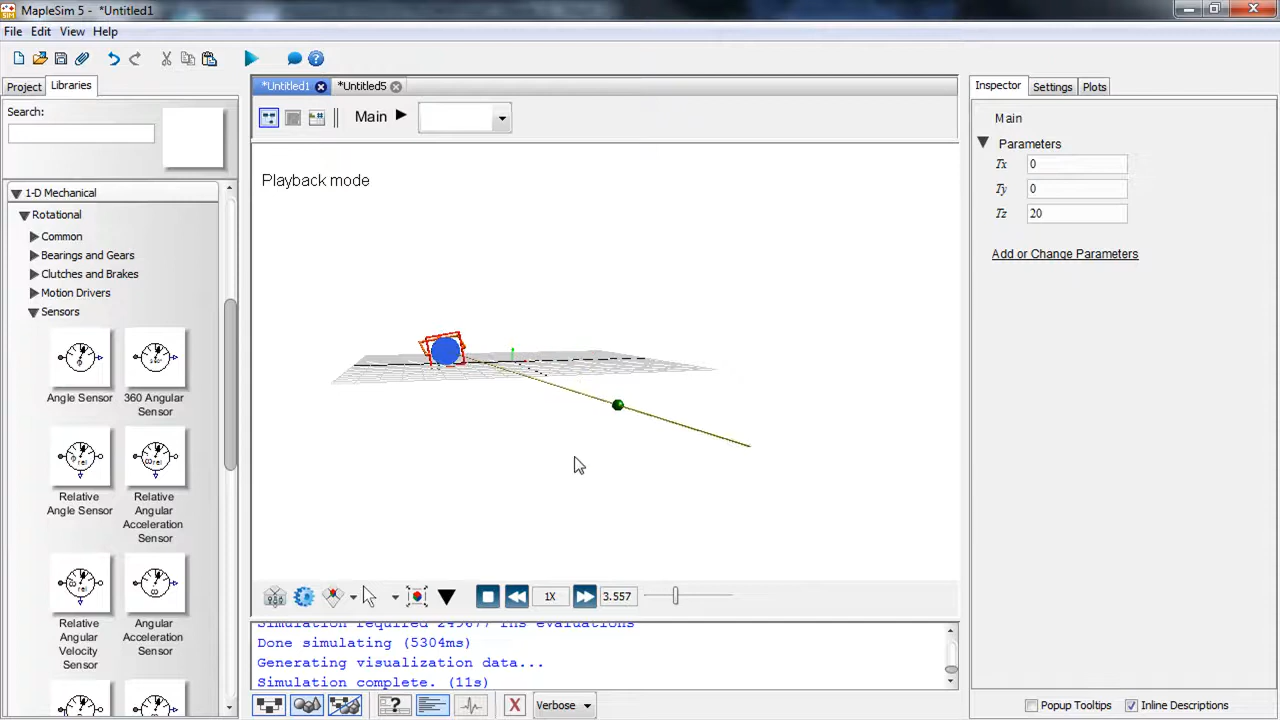 MapleSim 5 - *Untitled1
File Edit View Help
Project Libraries
*Untitled1 *Untitled5
Inspector Settings Plots
Search:
Main
Main
Parameters
Tx 0
Ty 0
Tz 20
Add or Change Parameters
Playback mode
1-D Mechanical
Rotational
Common
Bearings and Gears
Clutches and Brakes
Motion Drivers
Sensors
Angle Sensor
360 Angular Sensor
Relative Angle Sensor
Relative Angular Acceleration Sensor
Relative Angular Velocity Sensor
Angular Acceleration Sensor
1X 3.557
Done simulating (5304ms)
Generating visualization data...
Simulation complete. (11s)
Verbose
Popup Tooltips Inline Descriptions